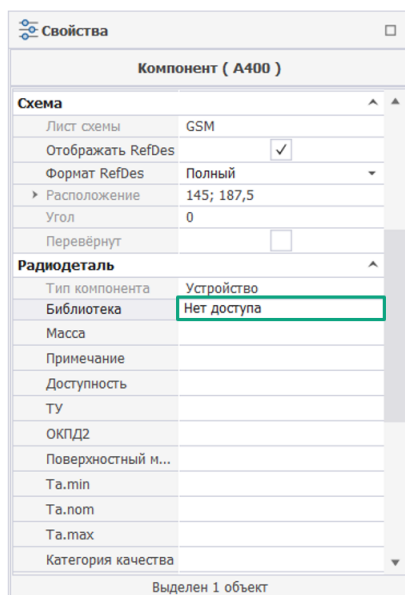 Свойства
Компонент ( A400 )
Схема
Лист схемы GSM
Отображать RefDes
Формат RefDes Полный
Расположение 145; 187,5
Угол 0
Перевёрнут
Радиодеталь
Тип компонента Устройство
Библиотека Нет доступа
Масса
Примечание
Доступность
ТУ
ОКПД2
Поверхностный м...
Ta.min
Ta.nom
Ta.max
Категория качества
Выделен 1 объект